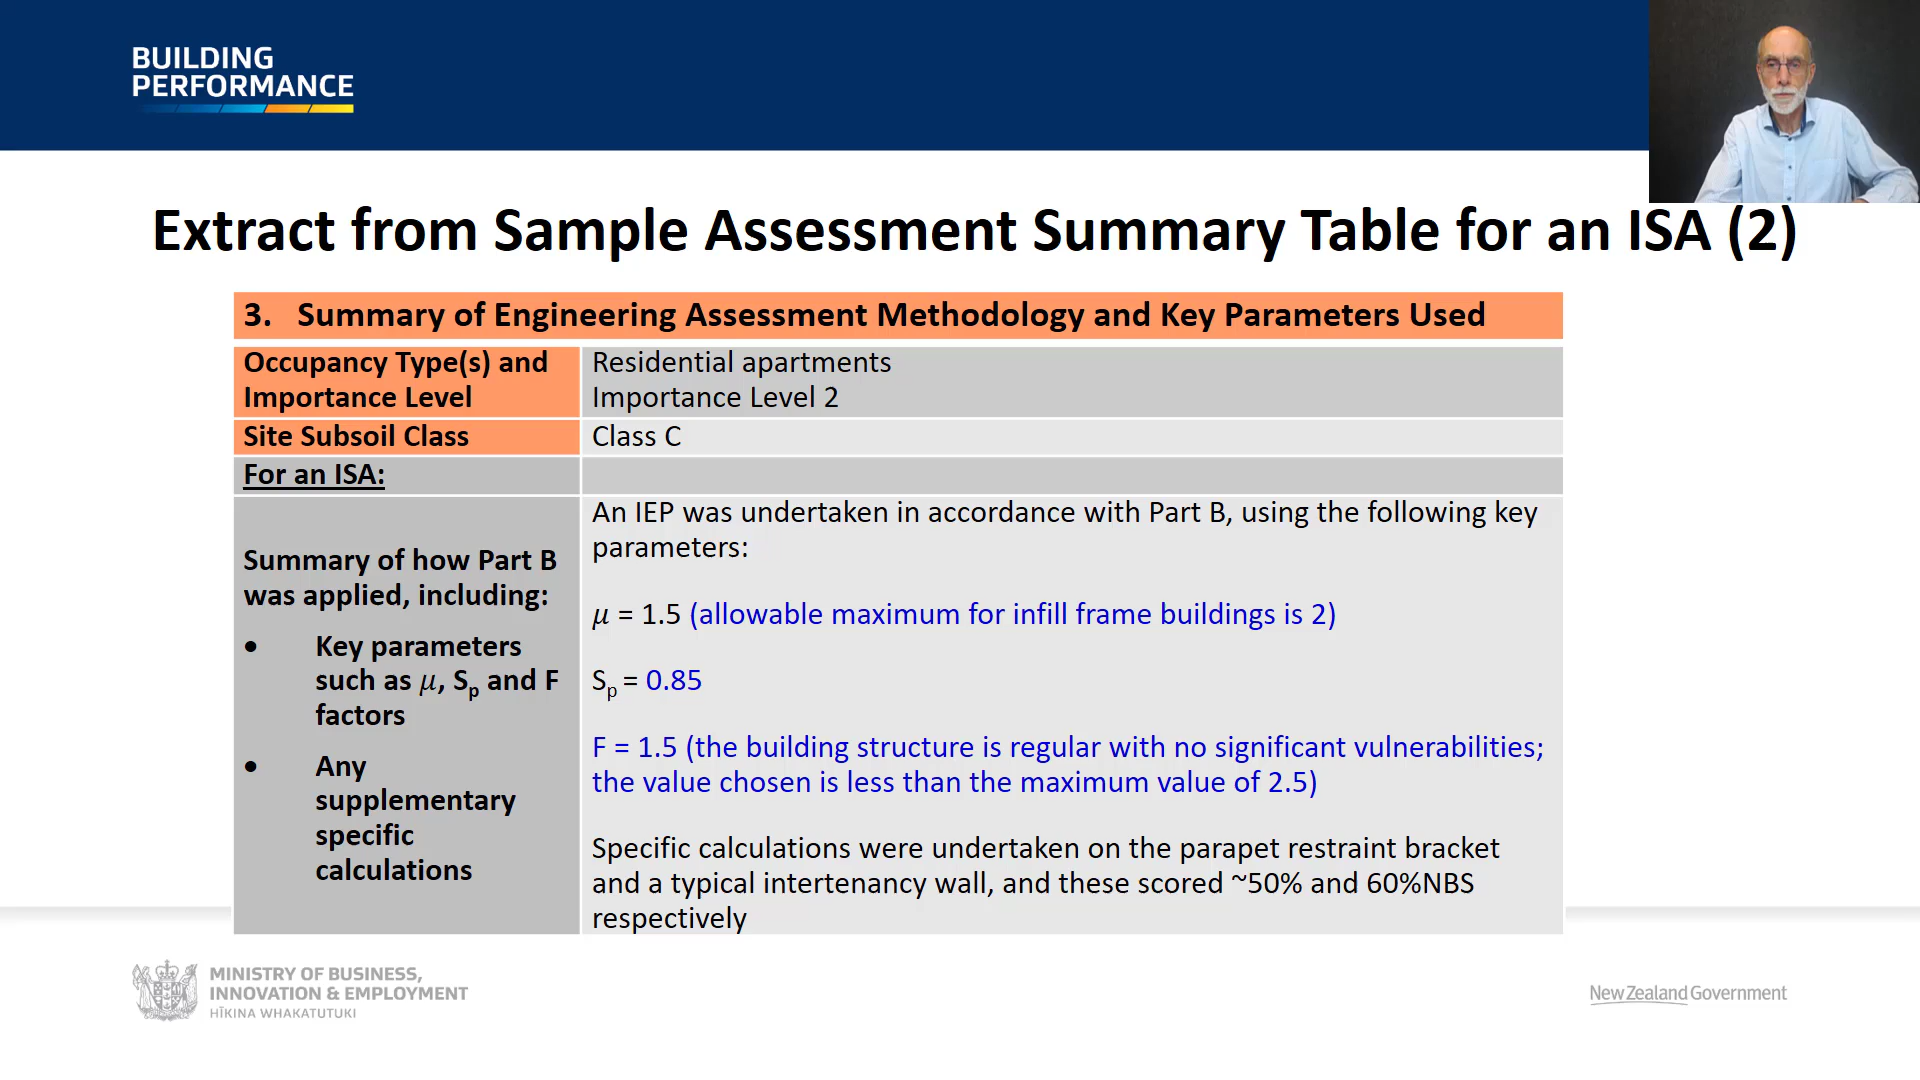 BUILDING
PERFORMANCE
Extract from Sample Assessment Summary Table for an ISA (2)
3. Summary of Engineering Assessment Methodology and Key Parameters Used
Occupancy Type(s) and
Importance Level
Residential apartments
Importance Level 2
Site Subsoil Class
Class C
For an ISA:
Summary of how Part B
was applied, including:
• Key parameters
such as μ, Sp and F
factors
• Any
supplementary
specific
calculations
An IEP was undertaken in accordance with Part B, using the following key
parameters:
μ = 1.5 (allowable maximum for infill frame buildings is 2)
Sp = 0.85
F = 1.5 (the building structure is regular with no significant vulnerabilities;
the value chosen is less than the maximum value of 2.5)
Specific calculations were undertaken on the parapet restraint bracket
and a typical intertenancy wall, and these scored ~50% and 60%NBS
respectively
MINISTRY OF BUSINESS,
INNOVATION & EMPLOYMENT
HĪKINA WHAKATUTUKI
New Zealand Government